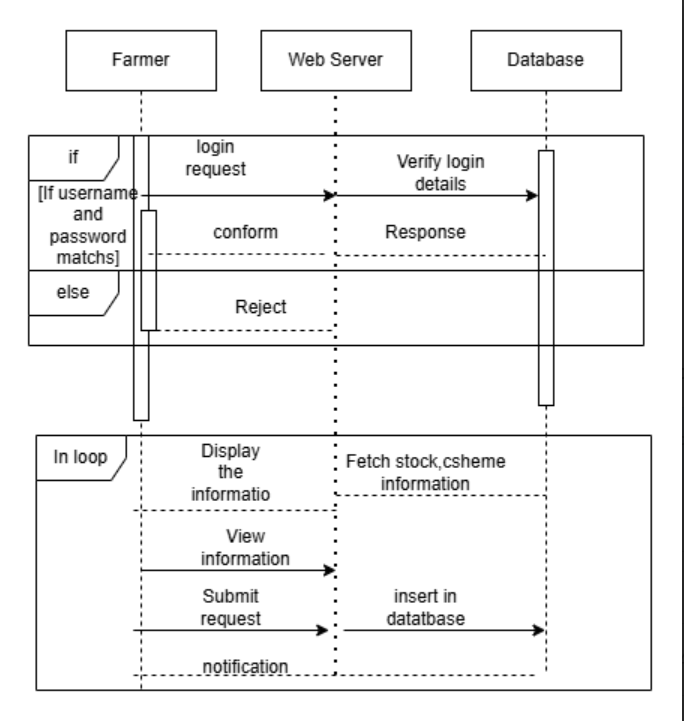 Farmer
Web Server
Database
if
login
request
Verify login
details
[If username
and
password
matchs]
conform
Response
else
Reject
In loop
Display
the
informatio
Fetch stock,csheme
information
View
information
Submit
request
insert in
datatbase
notification